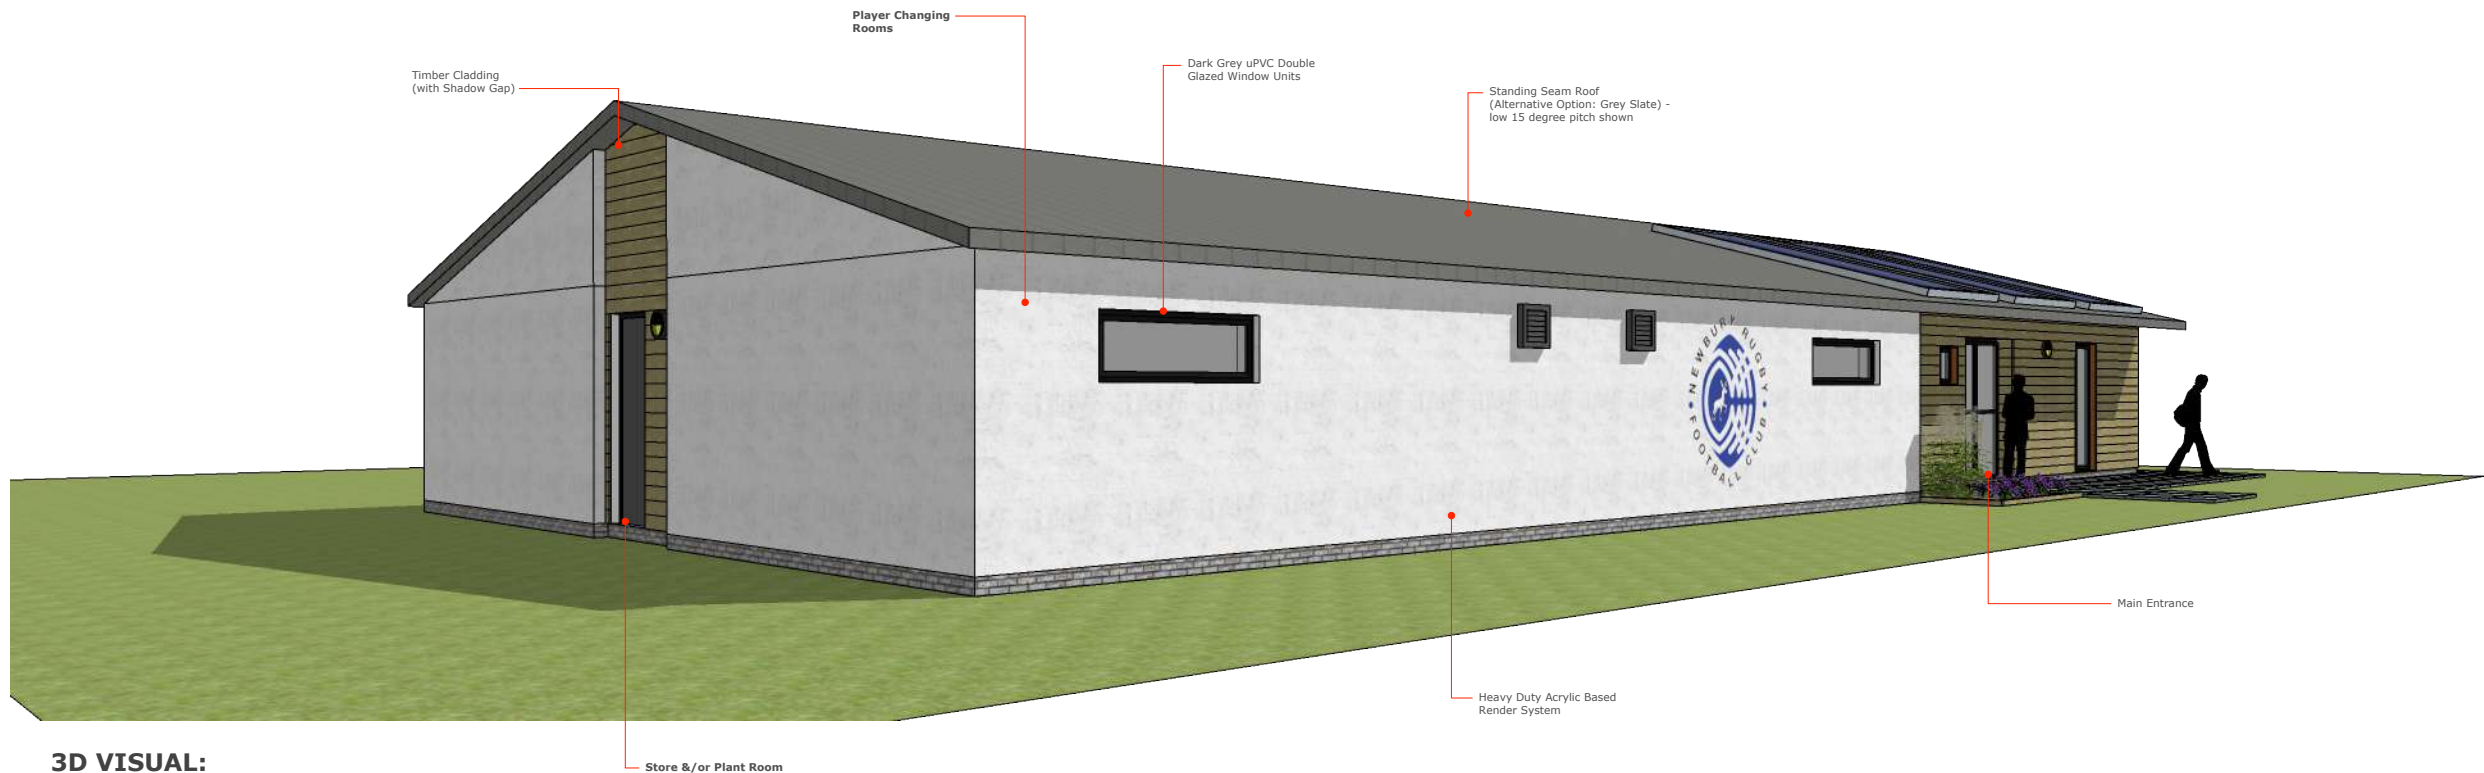 Player Changing
Rooms
Dark Grey uPVC Double
Glazed Window Units
Timber Cladding
(with Shadow Gap)
Standing Seam Roof
(Alternative Option: Grey Slate) -
low 15 degree pitch shown
NEWBURY RUGBY
FOOTBALL CLUB
Main Entrance
Heavy Duty Acrylic Based
Render System
3D VISUAL:
Store &/or Plant Room